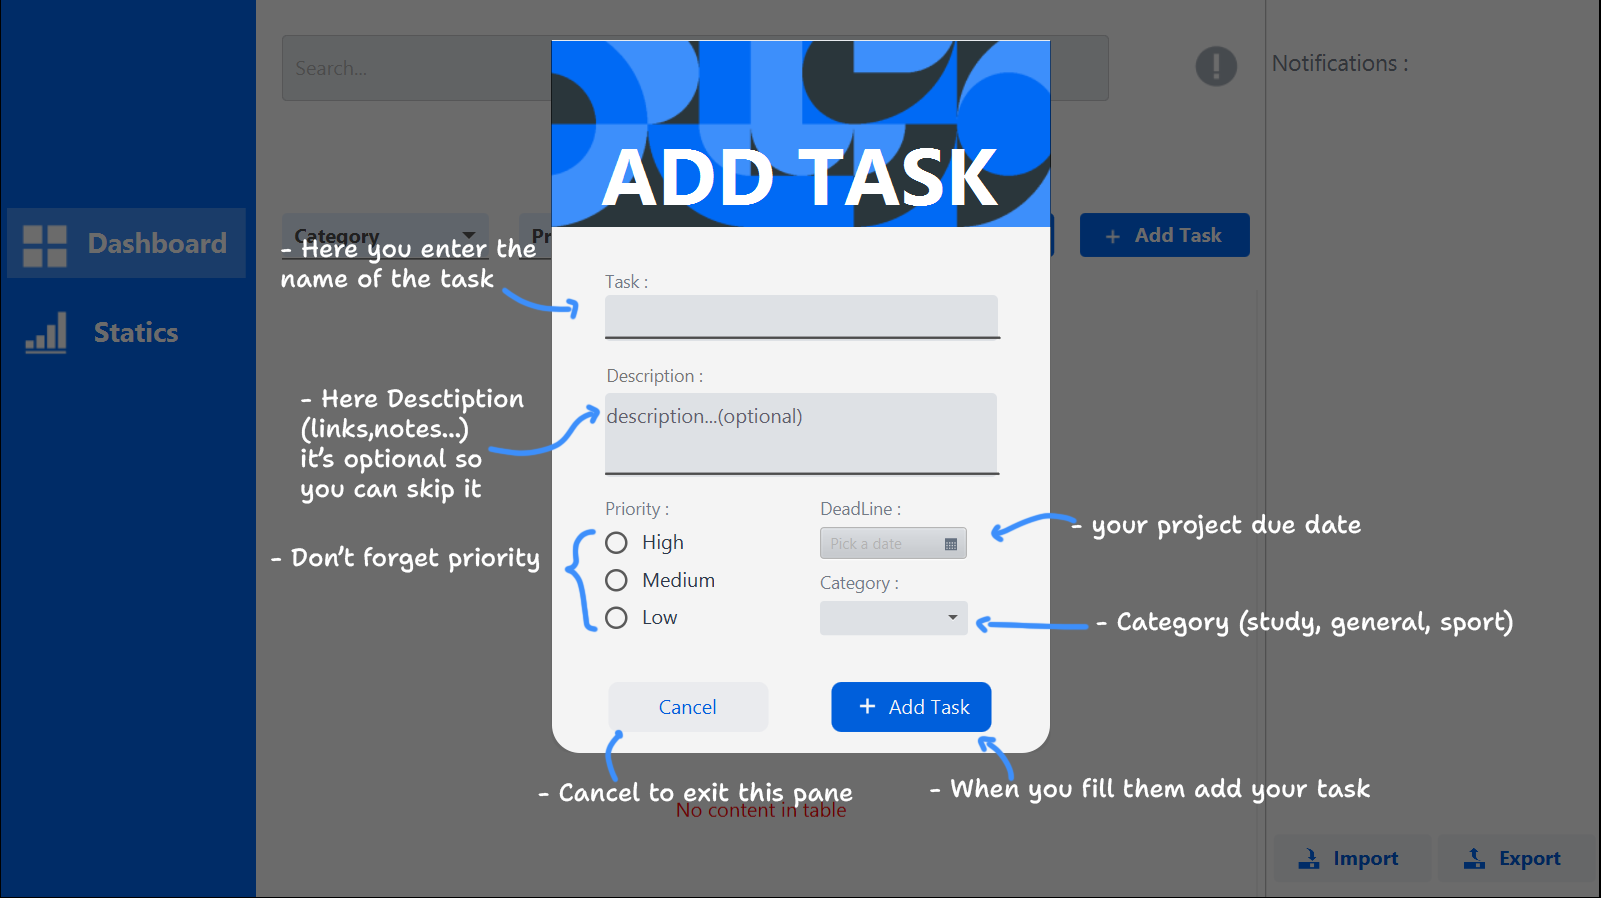 Search...
Notifications :
ADD TASK
Category
Pr
+ Add Task
Dashboard
Statics
- Here you enter the
name of the task
Task :
Description :
description...(optional)
- Here Desctiption
(links,notes...)
it's optional so
you can skip it
Priority :
High
Medium
Low
- Don't forget priority
DeadLine :
Pick a date
- your project due date
Category :
- Category (study, general, sport)
Cancel
+ Add Task
- Cancel to exit this pane
- When you fill them add your task
No content in table
Import
Export